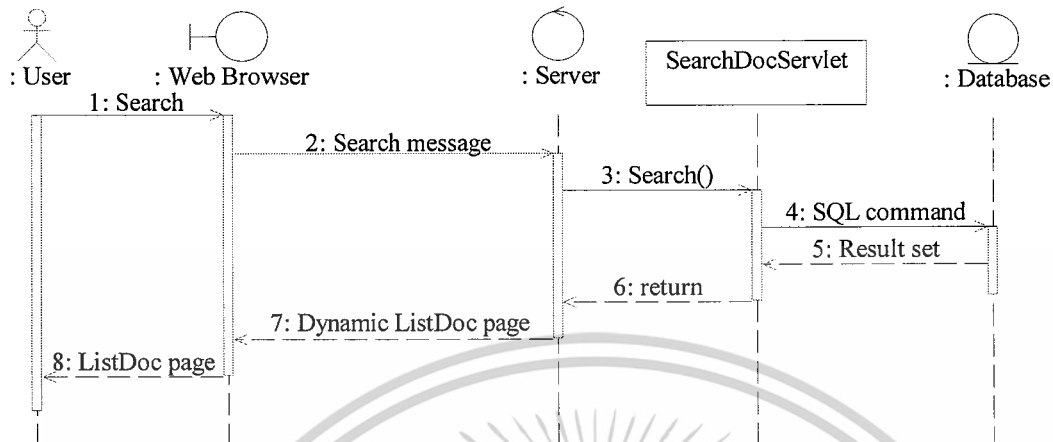 : User
: Web Browser
: Server
SearchDocServlet
: Database
1: Search
2: Search message
3: Search()
4: SQL command
5: Result set
6: return
7: Dynamic ListDoc page
8: ListDoc page